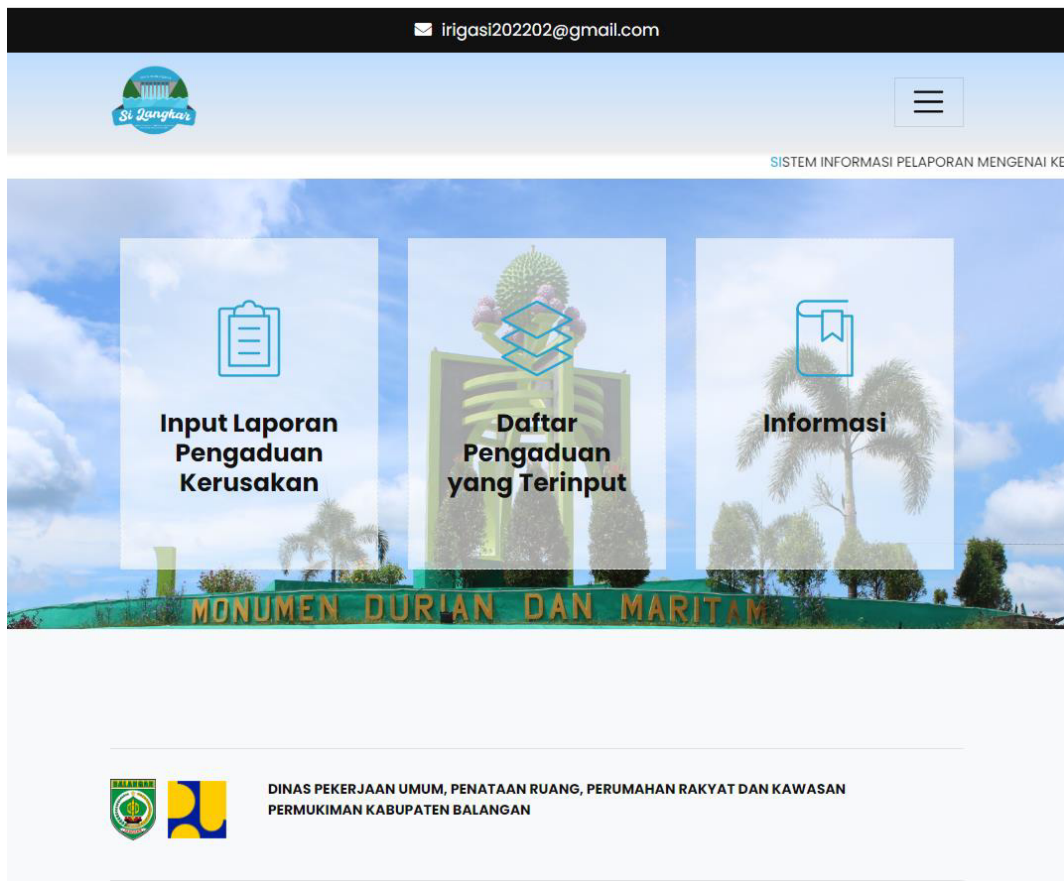 irigasi202202@gmail.com
Si Langkar
SISTEM INFORMASI PELAPORAN MENGENAI KE
Input Laporan
Pengaduan
Kerusakan
Daftar
Pengaduan
yang Terinput
Informasi
MONUMEN DURIAN DAN MARITAM
BALANGAN
DINAS PEKERJAAN UMUM, PENATAAN RUANG, PERUMAHAN RAKYAT DAN KAWASAN
PERMUKIMAN KABUPATEN BALANGAN